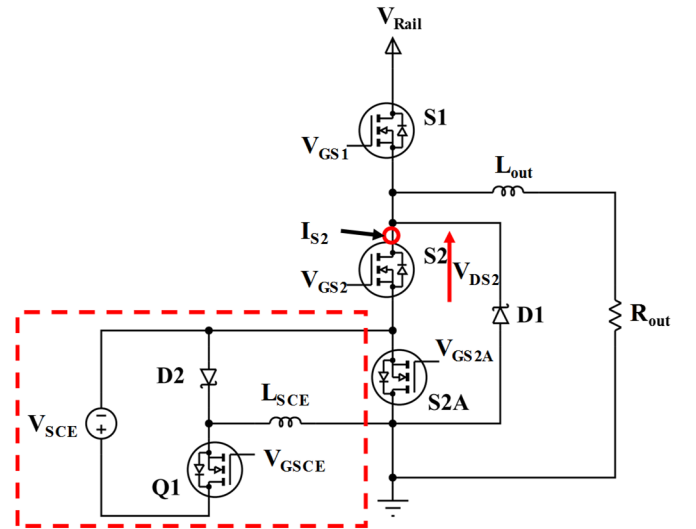 V_Rail
S1
V_GS1
L_out
I_S2
S2
V_GS2
V_DS2
D1
R_out
V_GS2A
D2
L_SCE
S2A
V_SCE
− +
V_GSCE
Q1